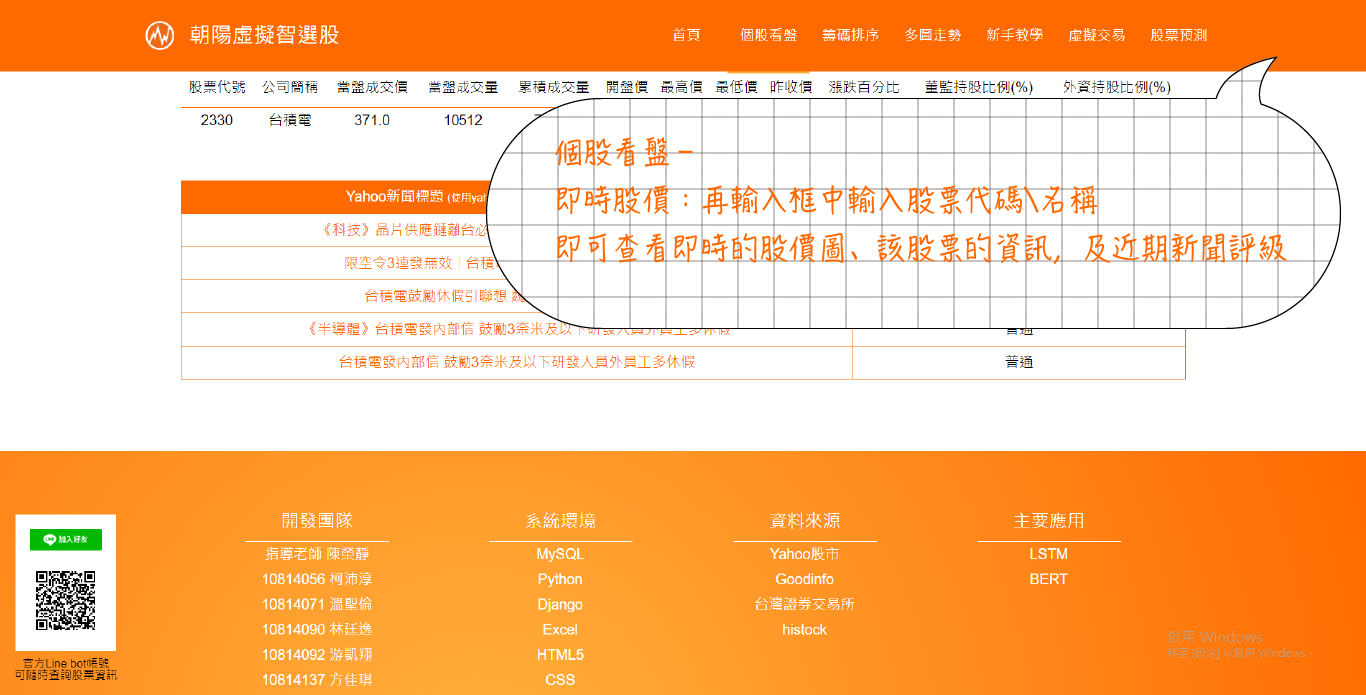 朝陽虛擬智選股
首頁 個股看盤 籌碼排序 多圖走勢 新手教學 虛擬交易 股票預測
股票代號 公司簡稱 當盤成交價 當盤成交量 累積成交量 開盤價 最高價 最低價 昨收價 漲跌百分比 董監持股比例(%) 外資持股比例(%)
2330 台積電 371.0 10512
個股看盤 –
即時股價：再輸入框中輸入股票代碼\名稱
即可查看即時的股價圖、該股票的資訊，及近期新聞評級
Yahoo新聞標題 (使用yah
《科技》晶片供應鏈離台必
限空令3連發無效！台積
台積電鼓勵休假引聯想
《半導體》台積電發內部信 鼓勵3奈米及以下研發人員外員工多休假 普通
台積電發內部信 鼓勵3奈米及以下研發人員外員工多休假 普通
加入好友
官方Line bot帳號
可隨時查詢股票資訊
開發團隊
指導老師 陳榮靜
10814056 柯沛淳
10814071 溫聖倫
10814090 林廷逸
10814092 游凱翔
10814137 方佳琪
系統環境
MySQL
Python
Django
Excel
HTML5
CSS
資料來源
Yahoo股市
Goodinfo
台灣證券交易所
histock
主要應用
LSTM
BERT
啟用 Windows